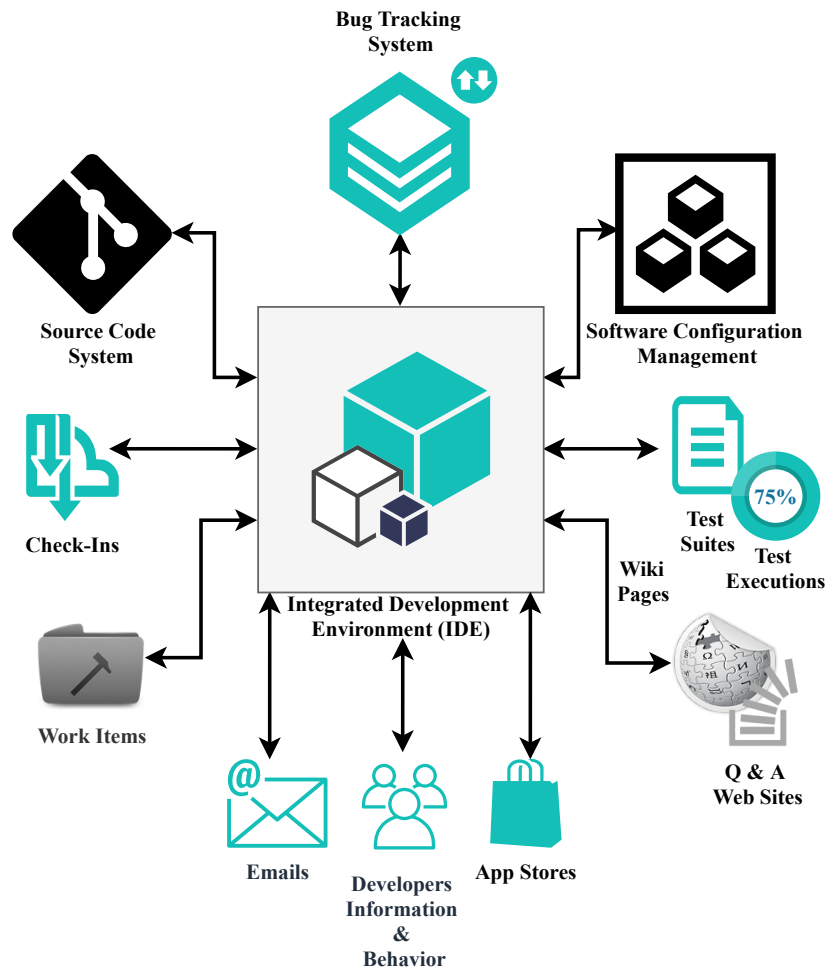 Bug Tracking
System
Source Code
System
Software Configuration
Management
Check-Ins
75%
Test
Suites
Test
Executions
Integrated Development
Environment (IDE)
Wiki
Pages
Work Items
@
Q & A
Web Sites
Emails
Developers
Information
&
Behavior
App Stores